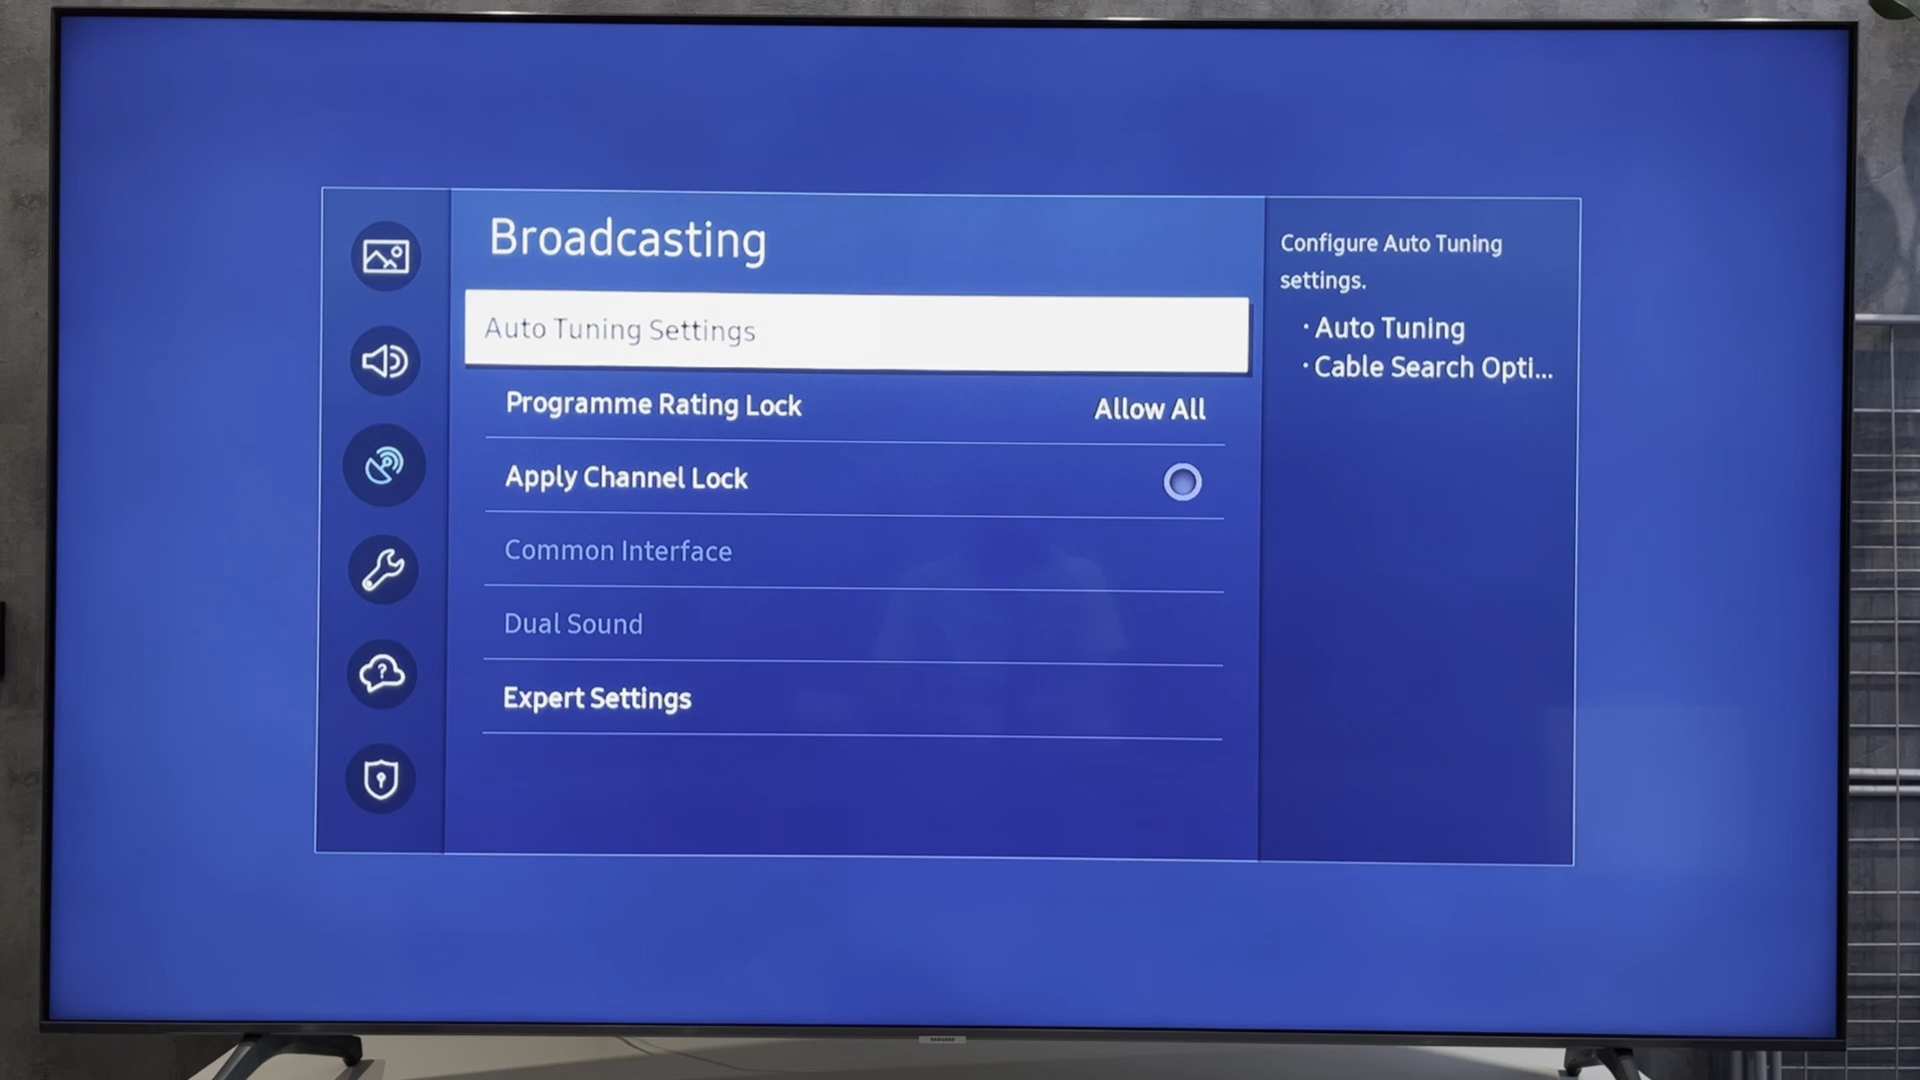 Broadcasting
Auto Tuning Settings
Programme Rating Lock Allow All
Apply Channel Lock
Common Interface
Dual Sound
Expert Settings
Configure Auto Tuning
settings.
· Auto Tuning
· Cable Search Opti...
SAMSUNG